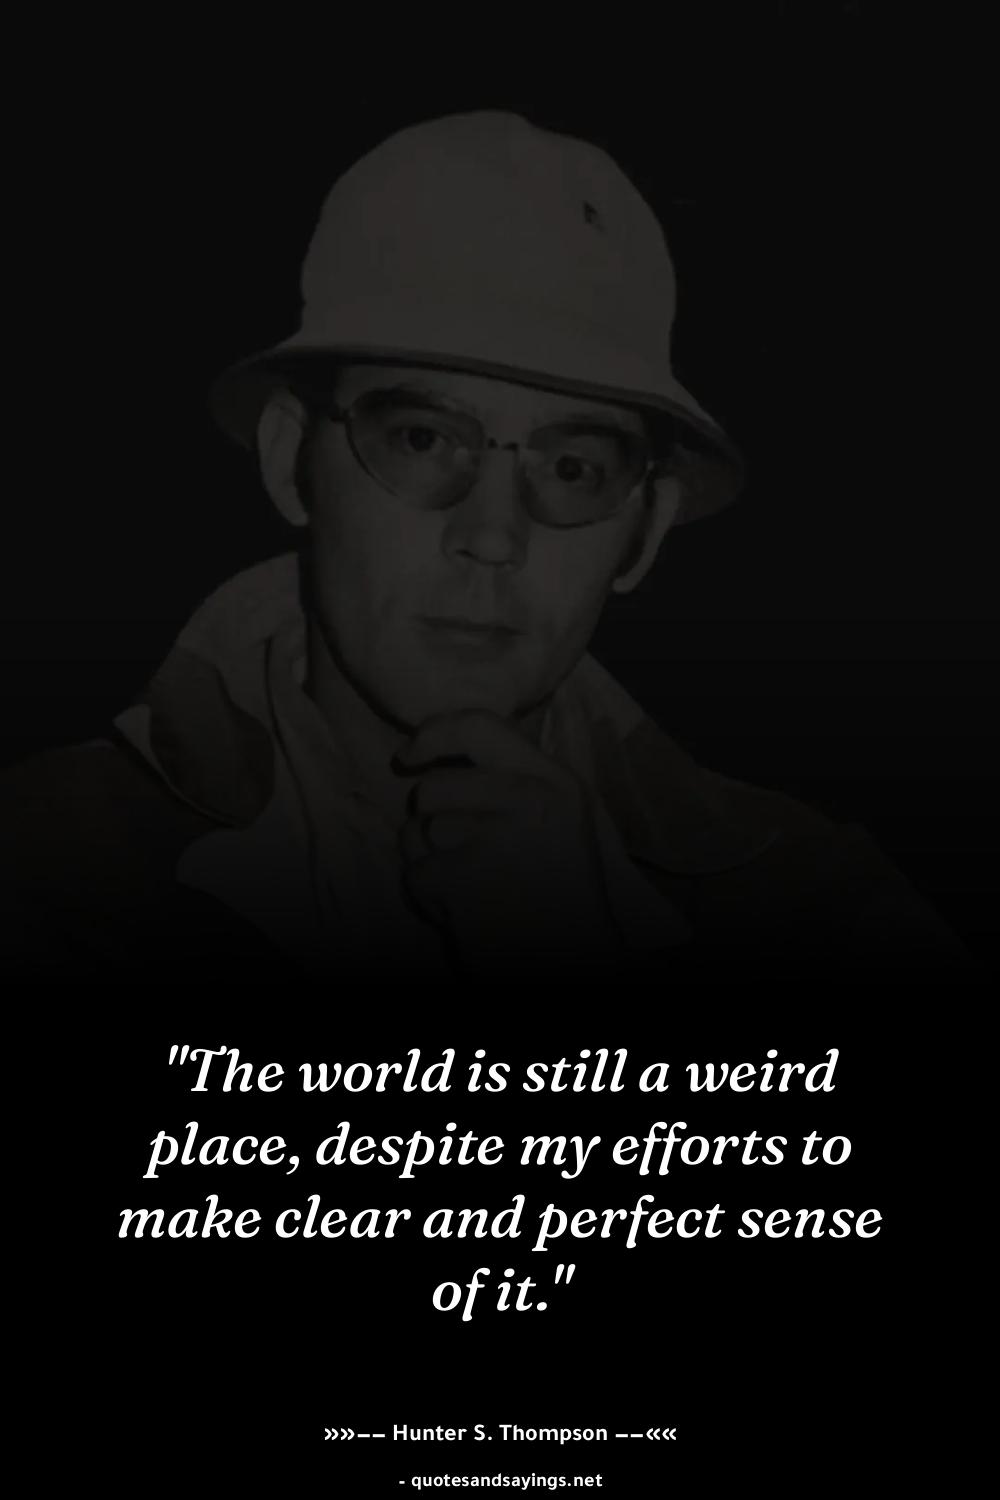 "The world is still a weird
place, despite my efforts to
make clear and perfect sense
of it."
»»–– Hunter S. Thompson ––««
- quotesandsayings.net